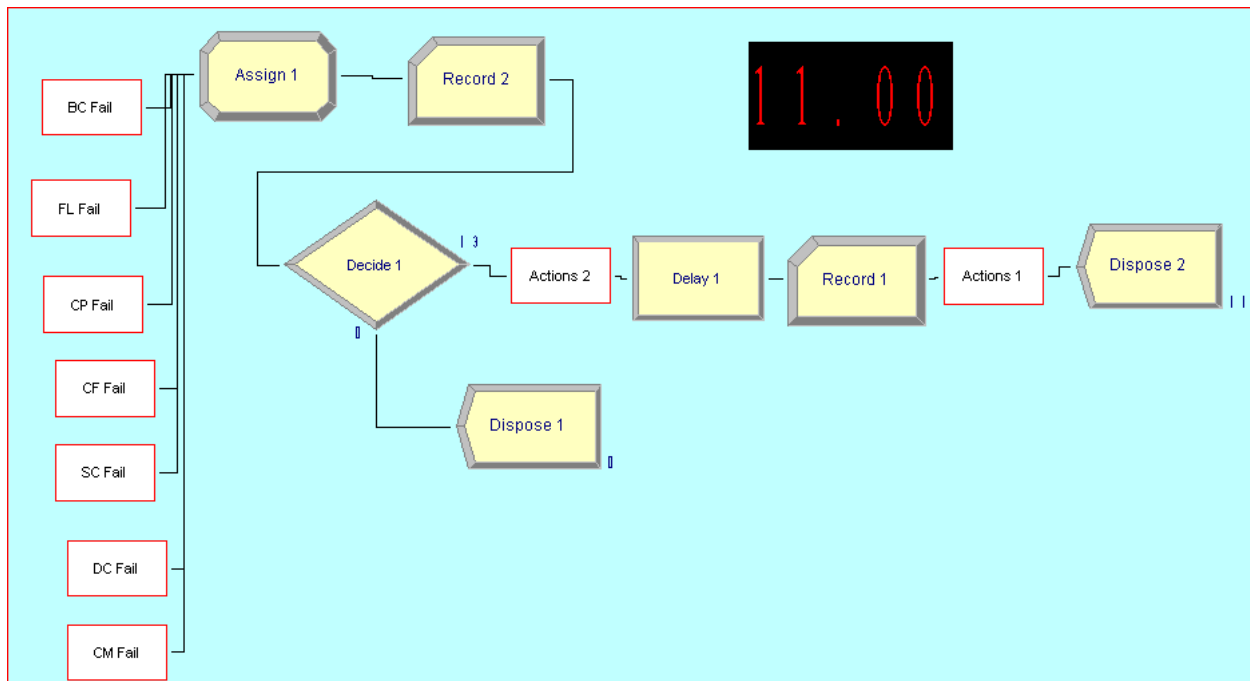 Assign 1
Record 2
11.00
BC Fail
FL Fail
Decide 1
13
0
CP Fail
Actions 2
Delay 1
Record 1
Actions 1
Dispose 2
11
CF Fail
Dispose 1
0
SC Fail
DC Fail
CM Fail